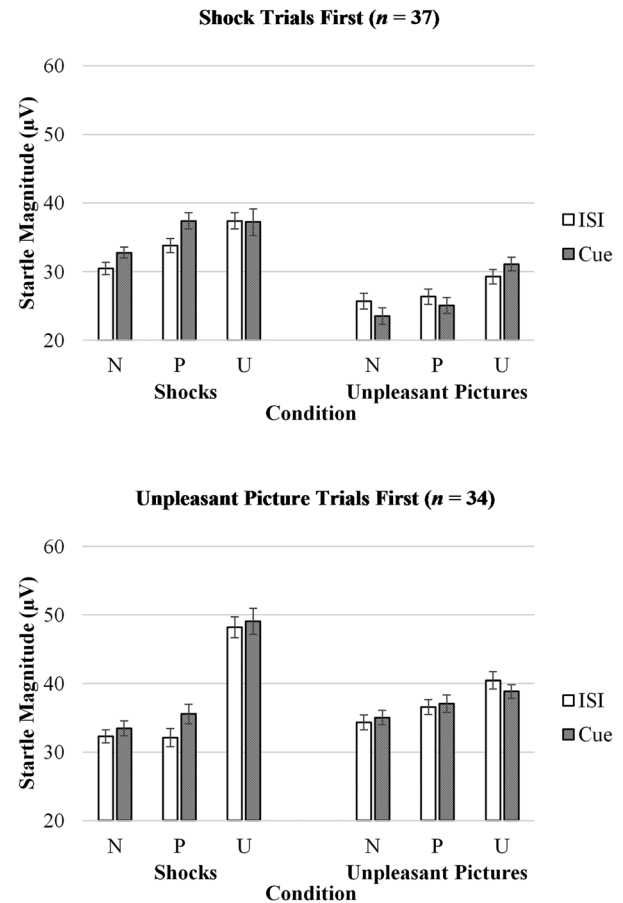 Shock Trials First (n = 37)
60
50
40
30
20
Startle Magnitude (µV)
ISI
Cue
N P U N P U
Shocks Unpleasant Pictures
Condition
Unpleasant Picture Trials First (n = 34)
60
50
40
30
20
Startle Magnitude (µV)
ISI
Cue
N P U N P U
Shocks Unpleasant Pictures
Condition